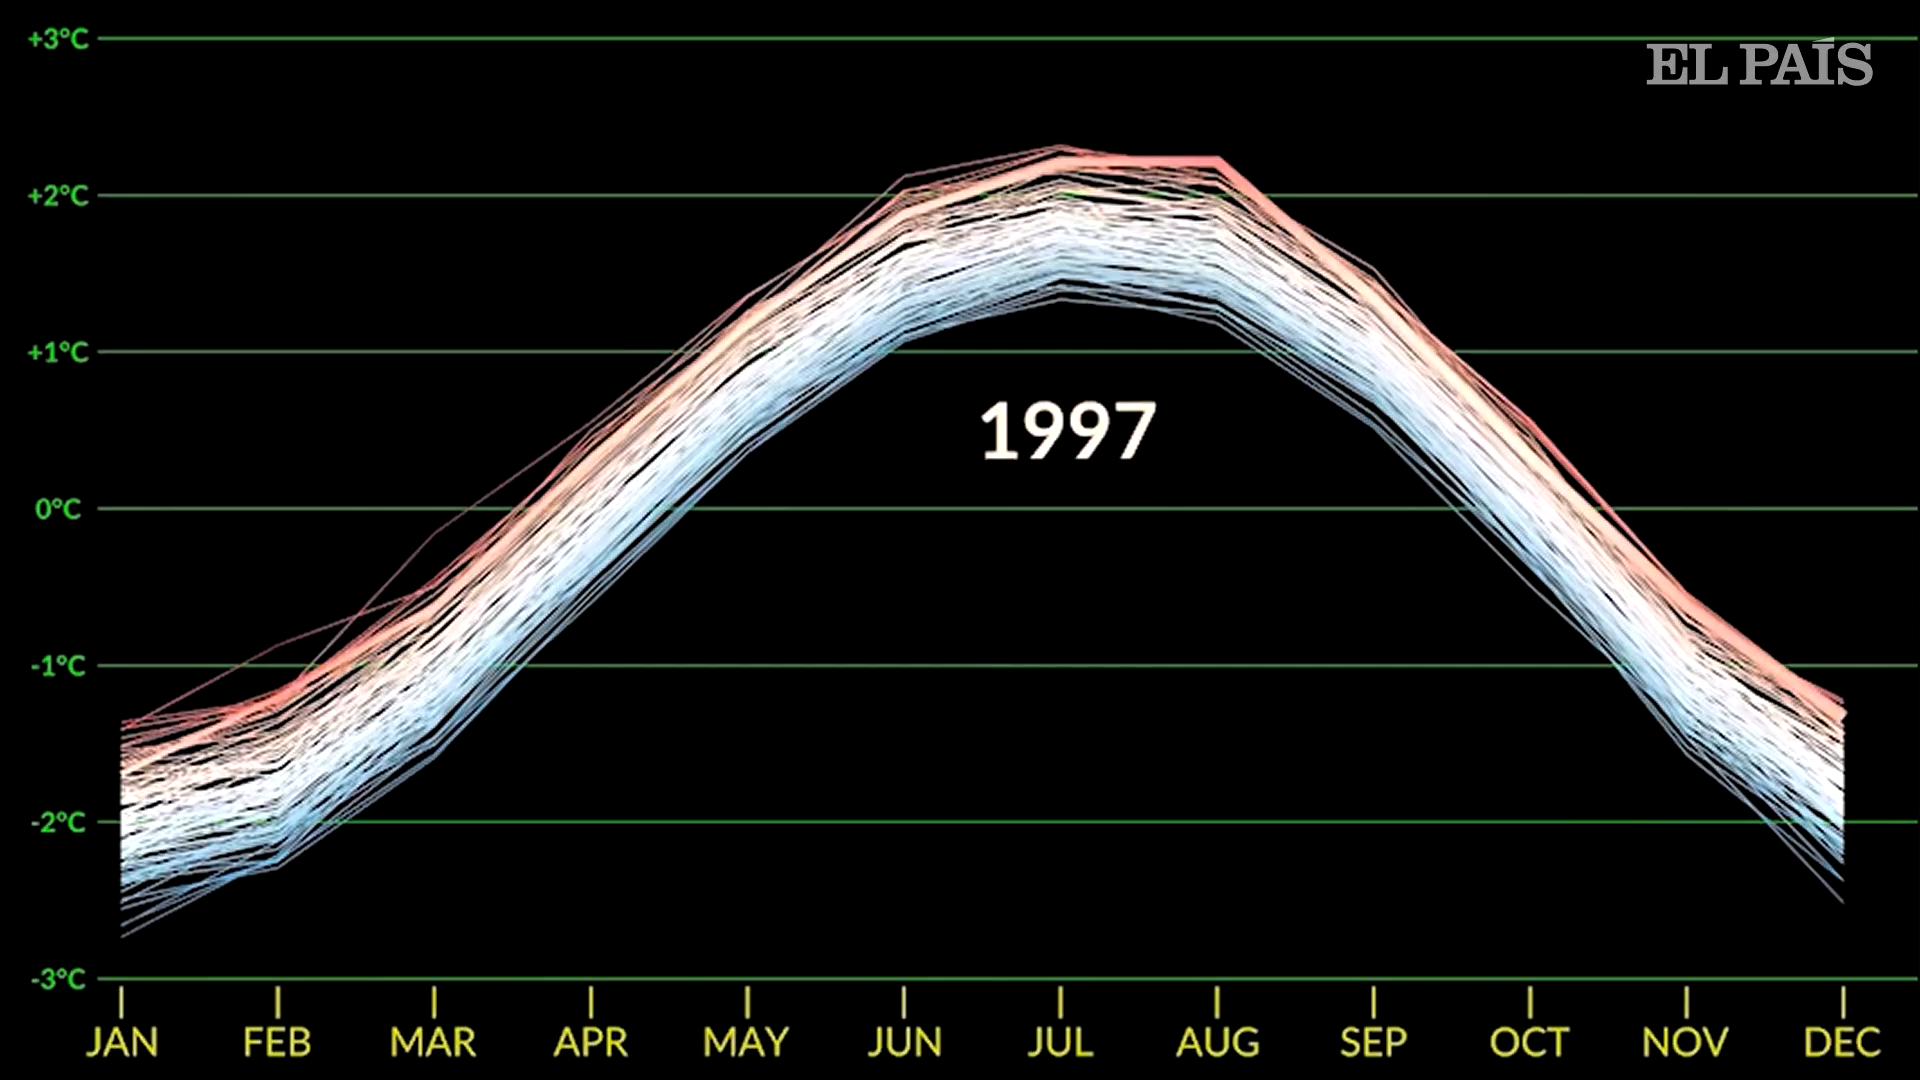 +3°C
EL PAÍS
+2°C
+1°C
1997
0°C
-1°C
-2°C
-3°C
JAN FEB MAR APR MAY JUN JUL AUG SEP OCT NOV DEC